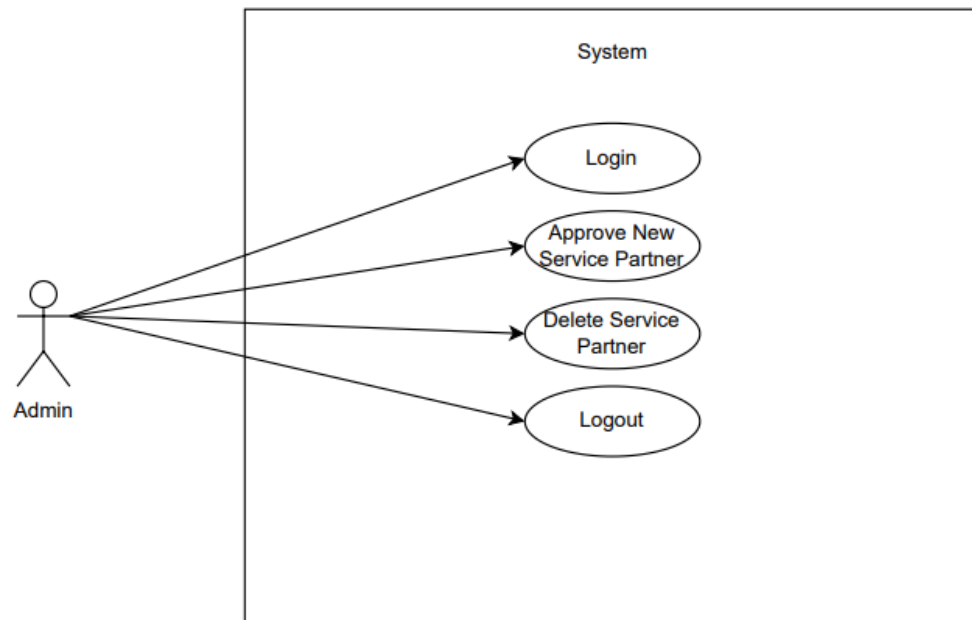 System
Login
Approve New
Service Partner
Delete Service
Partner
Logout
Admin